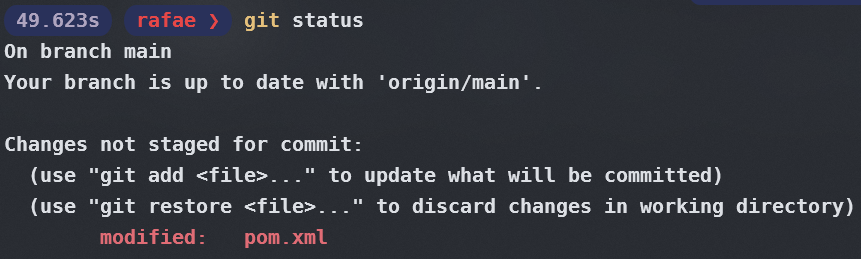 49.623s rafae ❯ git status
On branch main
Your branch is up to date with 'origin/main'.
Changes not staged for commit:
  (use "git add <file>..." to update what will be committed)
  (use "git restore <file>..." to discard changes in working directory)
        modified:   pom.xml